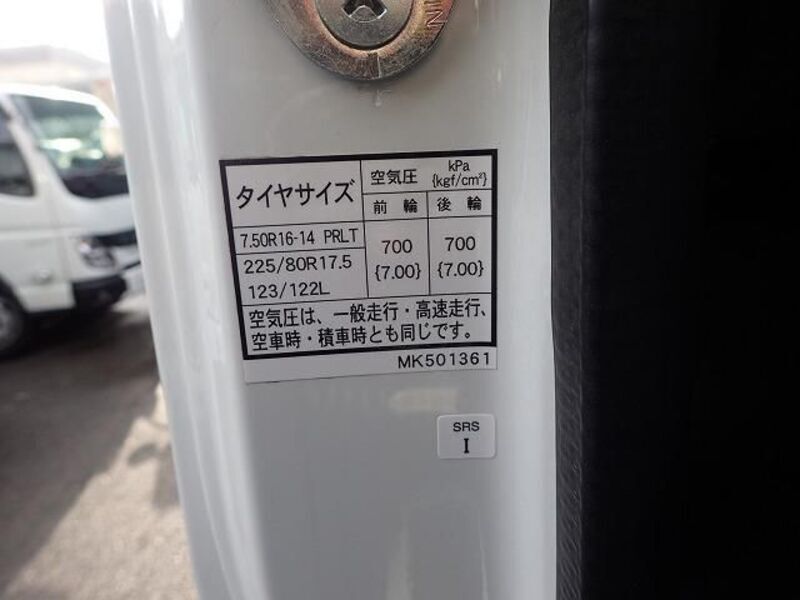 タイヤサイズ 空気圧 kPa {kgf/cm²}
前 輪 後 輪
7.50R16-14 PRLT 700 {7.00} 700 {7.00}
225/80R17.5
123/122L
空気圧は、一般走行・高速走行、
空車時・積車時とも同じです。
MK501361
SRS
I